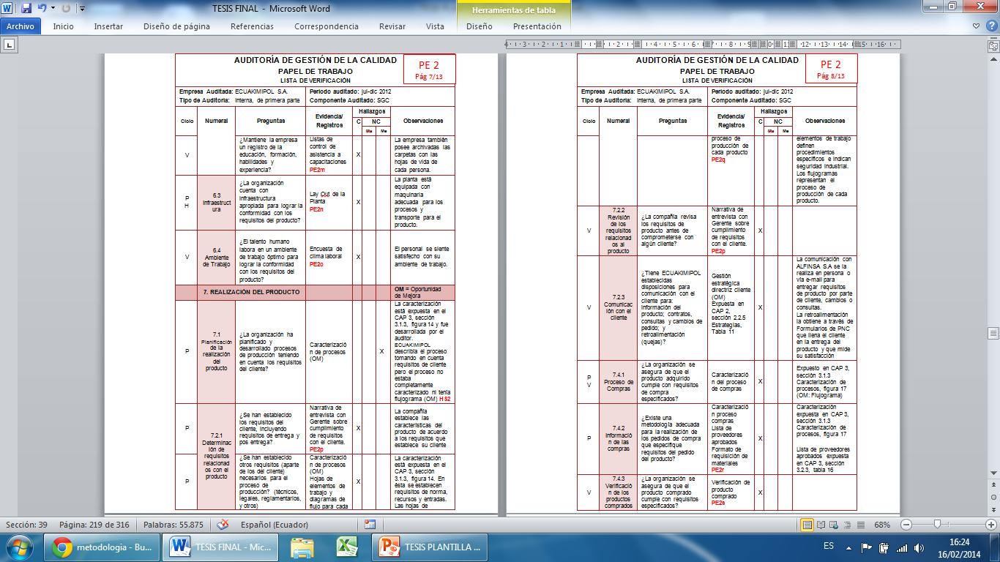 TESIS FINAL - Microsoft Word
Herramientas de tabla
Archivo
Inicio
Insertar
Diseño de página
Referencias
Correspondencia
Revisar
Vista
Diseño
Presentación
AUDITORÍA DE GESTIÓN DE LA CALIDAD
PAPEL DE TRABAJO
LISTA DE VERIFICACIÓN
PE 2
Pág 7/13
Empresa Auditada: ECUAKIMIPOL S.A.
Tipo de Auditoria: Interna, de primera parte
Periodo auditado: jul-dic 2012
Componente Auditado: SGC
Ciclo
Numeral
Preguntas
Evidencia/
Registros
Hallazgos
C
NC
Ma
Me
Observaciones
V
¿Mantiene la empresa
un registro de la
educación, formación,
habilidades y
experiencia?
Listas de
control de
asistencia a
capacitaciones
PE2m
X
La empresa también
posee archivadas las
carpetas con las
hojas de vida de
cada persona.
P
H
6.3
Infraestruct
ura
¿La organización
cuenta con
infraestructura
apropiada para lograr la
conformidad con los
requisitos del producto?
Lay Out de la
Planta
PE2n
X
La planta está
equipada con
maquinaria
adecuada para los
procesos y
transporte para el
producto.
V
6.4
Ambiente
de Trabajo
¿El talento humano
labora en un ambiente
de trabajo óptimo para
lograr la conformidad
con los requisitos del
producto?
Encuesta de
clima laboral
PE2o
X
El personal se siente
satisfecho con su
ambiente de trabajo.
7. REALIZACIÓN DEL PRODUCTO
OM = Oportunidad
de Mejora
P
7.1
Planificación
de la
realización
del
producto
¿La organización ha
planificado y
desarrollado procesos
de producción teniendo
en cuenta los requisitos
del cliente?
Caracterizació
n de procesos
(OM)
X
La caracterización
está expuesta en el
CAP 3, sección
3.1.3, figura 14 y fue
desarrollada por el
auditor.
ECUAKIMIPOL
describía el proceso
tomando en cuenta
requisitos de cliente
pero el proceso no
estaba
completamente
caracterizado ni tenía
flujograma (OM) HS2
P
7.2.1
Determinac
ión de
requisitos
relacionad
os con el
producto
¿Se han establecido
los requisitos del
cliente, incluyendo
requisitos de entrega y
pos entrega?
Narrativa de
entrevista con
Gerente sobre
cumplimiento
de requisitos
con el cliente.
PE2p
X
La compañía
establece las
características del
producto de acuerdo
a los requisitos que
establece su cliente
P
¿Se han establecido
otros requisitos (aparte
de los del cliente)
necesarios para el
proceso de
producción? (técnicos,
legales, reglamentarios,
y otros)
Caracterizació
n de procesos
(OM)
Hojas de
elementos de
trabajo y
diagramas de
flujo para cada
X
La caracterización
está expuesta en el
CAP 3, sección
3.1.3, figura 14. En
ésta se establecen
requisitos de norma,
recursos y entradas.
Las hojas de
AUDITORÍA DE GESTIÓN DE LA CALIDAD
PAPEL DE TRABAJO
LISTA DE VERIFICACIÓN
PE 2
Pág 8/13
Empresa Auditada: ECUAKIMIPOL S.A.
Tipo de Auditoria: Interna, de primera parte
Periodo auditado: jul-dic 2012
Componente Auditado: SGC
Ciclo
Numeral
Preguntas
Evidencia/
Registros
Hallazgos
C
NC
Ma
Me
Observaciones
proceso de
producción de
cada producto
PE2q
elementos de trabajo
definen
procedimientos
específicos e indican
seguridad industrial.
Los flujogramas
representan el
proceso de
producción de cada
producto.
V
7.2.2
Revisión
de los
requisitos
relacionad
os al
producto
¿La compañía revisa
los requisitos de
producto antes de
comprometerse con
algún cliente?
Narrativa de
entrevista con
Gerente sobre
cumplimiento
de requisitos
con el cliente.
PE2p
X
V
7.2.3
Comunicac
ión con el
cliente
¿Tiene ECUAKIMIPOL
establecidas
disposiciones para
comunicación con el
cliente para:
información del
producto; contratos,
consultas y cambios de
pedido; y
retroalimentación
(quejas)?
Gestión
estratégica
directriz cliente
(OM)
Expuesta en
CAP 2,
sección 2.2.5
Estrategias,
Tabla 11
X
La comunicación con
ALFINSA S.A se la
realiza en persona o
vía e-mail para
entregar requisitos
de producto por parte
de cliente, cambios o
consultas.
La retroalimentación
la obtiene a través de
Formularios de PNC
que llena el cliente
en la entrega del
producto y que mide
su satisfacción
P
V
7.4.1
Proceso de
Compras
¿La organización se
asegura de que el
producto adquirido
cumple con requisitos
de compra
especificados?
Caracterizació
n del proceso
de compras
X
Expuesto en CAP 3,
sección 3.1.3
Caracterización de
procesos, figura 17
(OM: Flujograma)
P
7.4.2
Informació
n de las
compras
¿Existe una
metodología adecuada
para la realización de
los pedidos de compra
que especifique
requisitos del pedido
del producto?
Caracterizació
n proceso
compras
Lista de
proveedores
aprobados
Formato de
requisición de
materiales
PE2r
X
Caracterización
expuesta en CAP 3,
sección 3.1.3
Caracterización de
procesos, figura 17
Lista de proveedores
aprobados expuesta
en CAP 3, sección
3.2.3, tabla 16
V
7.4.3
Verificació
n de los
productos
comprados
¿La organización se
asegura de que el
producto comprado
cumple con requisitos
especificados?
Verificación de
producto
comprado
PE2s
X
Sección: 39
Página: 219 de 316
Palabras: 55.875
Español (Ecuador)
68%
metodologia - Bu...
TESIS FINAL - Mic...
TESIS PLANTILLA ...
ES
16:24
16/02/2014